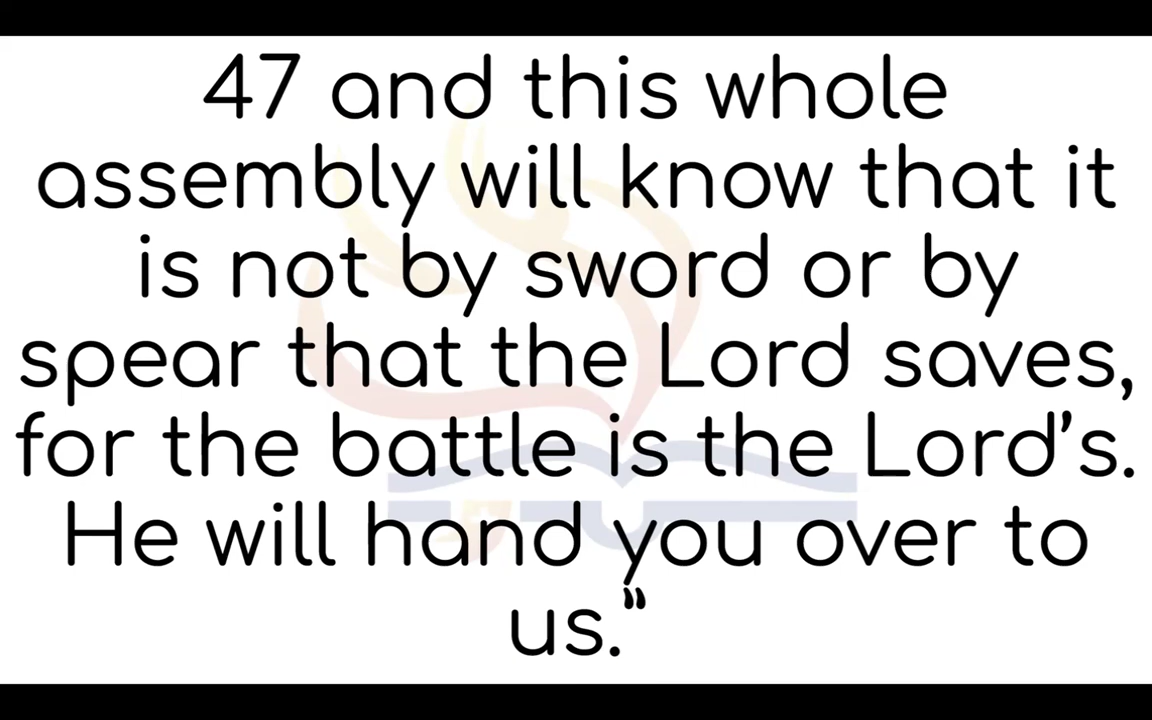 47 and this whole
assembly will know that it
is not by sword or by
spear that the Lord saves,
for the battle is the Lord’s.
He will hand you over to
us.“